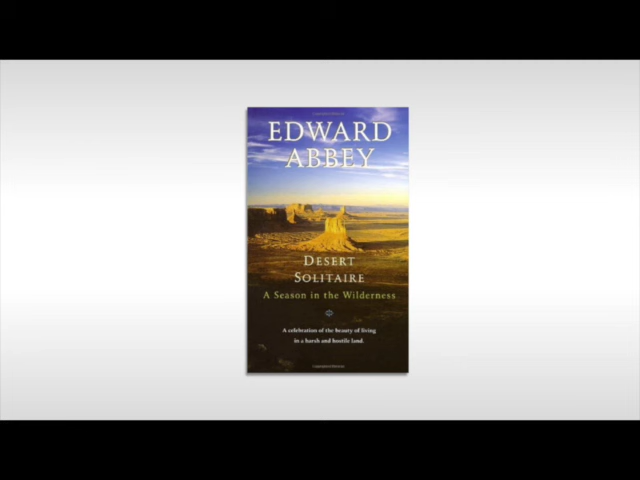 EDWARD
ABBEY
DESERT
SOLITAIRE
A Season in the Wilderness
A celebration of the beauty of living
in a harsh and hostile land.